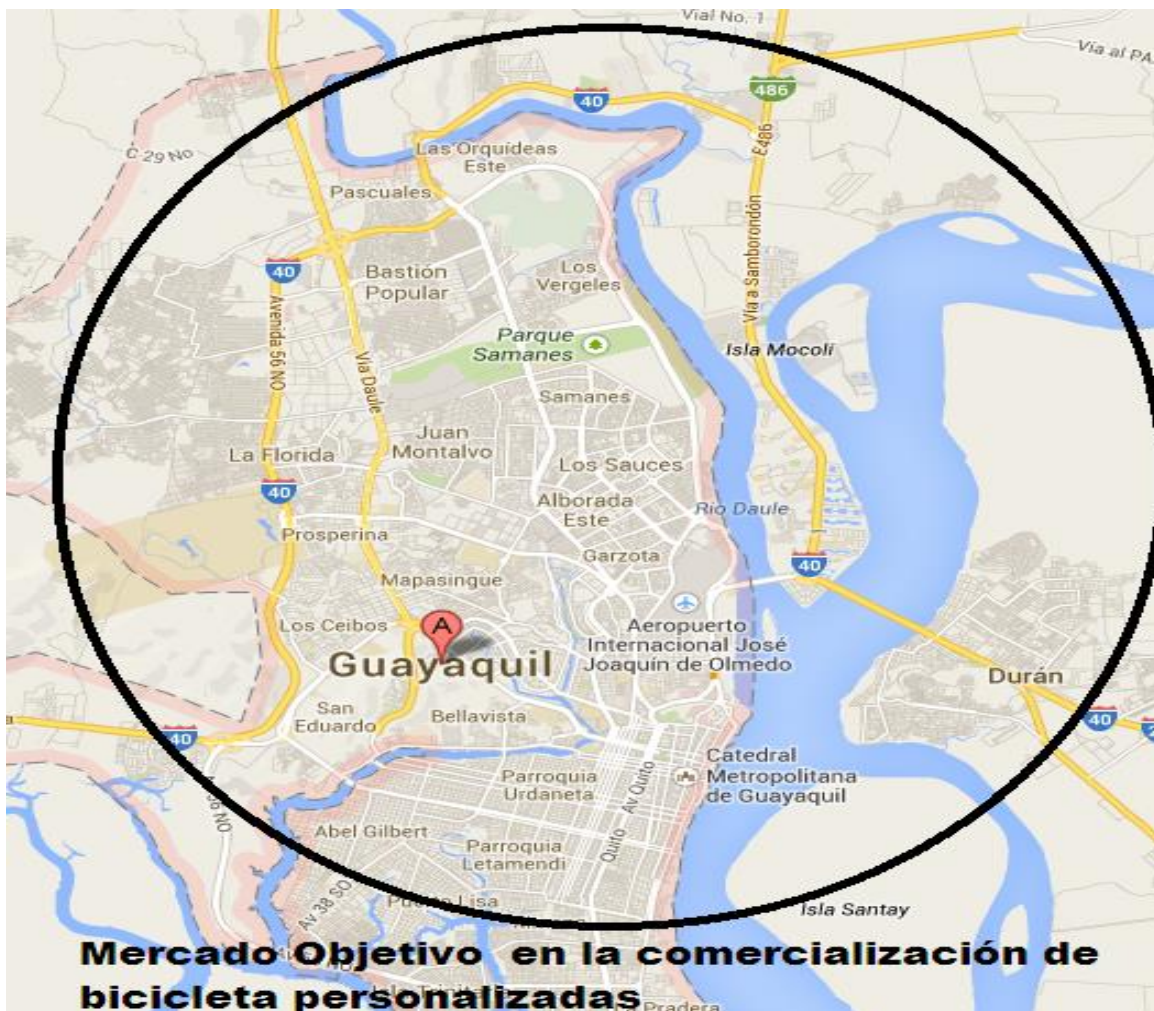 Vial No. 1
Vía al PA
40
486
C 29 No
Las Orquídeas
Este
E486
Pascuales
40
Bastión
Popular
Los
Vergeles
Avenida 56 NO
Vía Daule
Vía a Samborondón
Parque
Samanes
Isla Mocolí
Samanes
Juan
Montalvo
La Florida
Los Sauces
40
Alborada
Este
Río Daule
Prosperina
Garzota
40
Mapasingue
A
Los Ceibos
Aeropuerto
Internacional José
Joaquín de Olmedo
Guayaquil
Durán
San
Eduardo
Bellavista
40
40
2
Catedral
Metropolitana
de Guayaquil
Parroquia
Urdaneta
Av Quito
Quito
Abel Gilbert
Parroquia
Letamendi
Av 38 SO
Isla Santay
Mercado Objetivo en la comercialización de
bicicleta personalizadas
Pradera